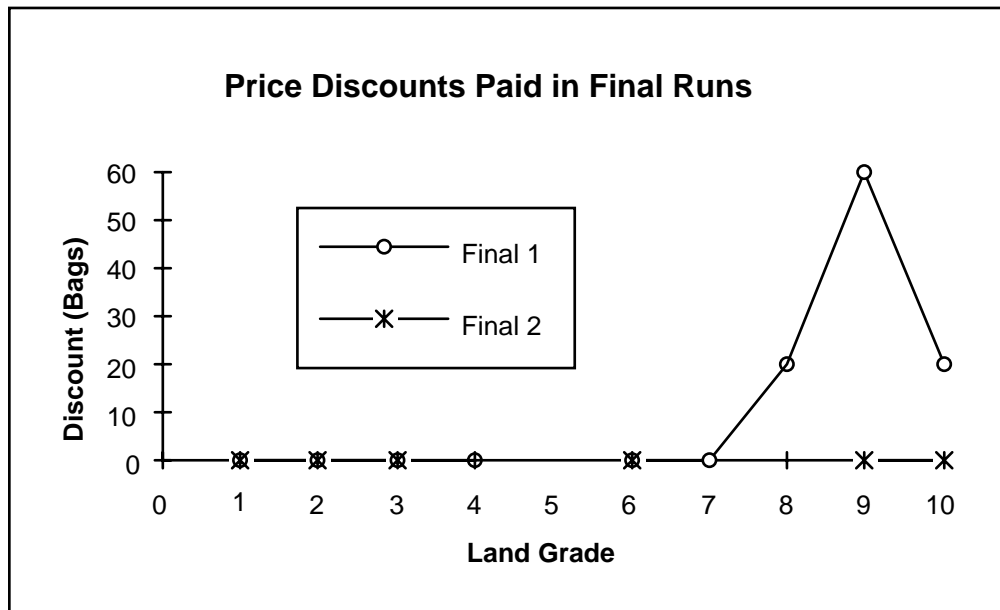 Price Discounts Paid in Final Runs
60
50
40
30
20
10
0
Discount (Bags)
Final 1
Final 2
0 1 2 3 4 5 6 7 8 9 10
Land Grade